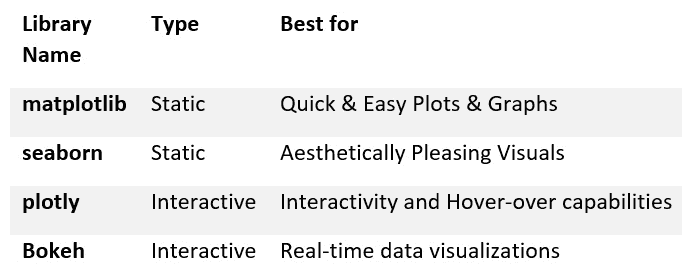 Library Name Type Best for
matplotlib Static Quick & Easy Plots & Graphs
seaborn Static Aesthetically Pleasing Visuals
plotly Interactive Interactivity and Hover-over capabilities
Bokeh Interactive Real-time data visualizations